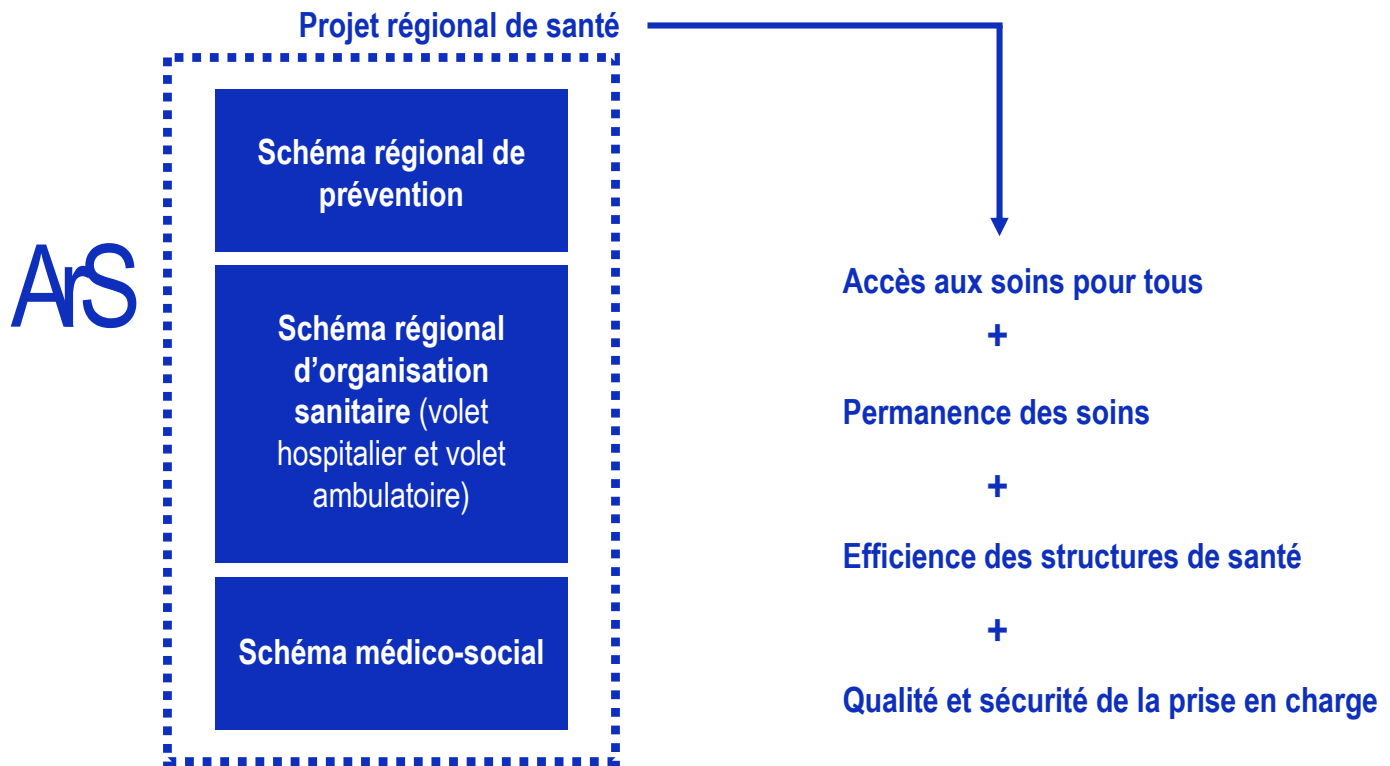 Projet régional de santé
ArS
Schéma régional de
prévention
Schéma régional
d’organisation
sanitaire (volet
hospitalier et volet
ambulatoire)
Schéma médico-social
Accès aux soins pour tous
+
Permanence des soins
+
Efficience des structures de santé
+
Qualité et sécurité de la prise en charge